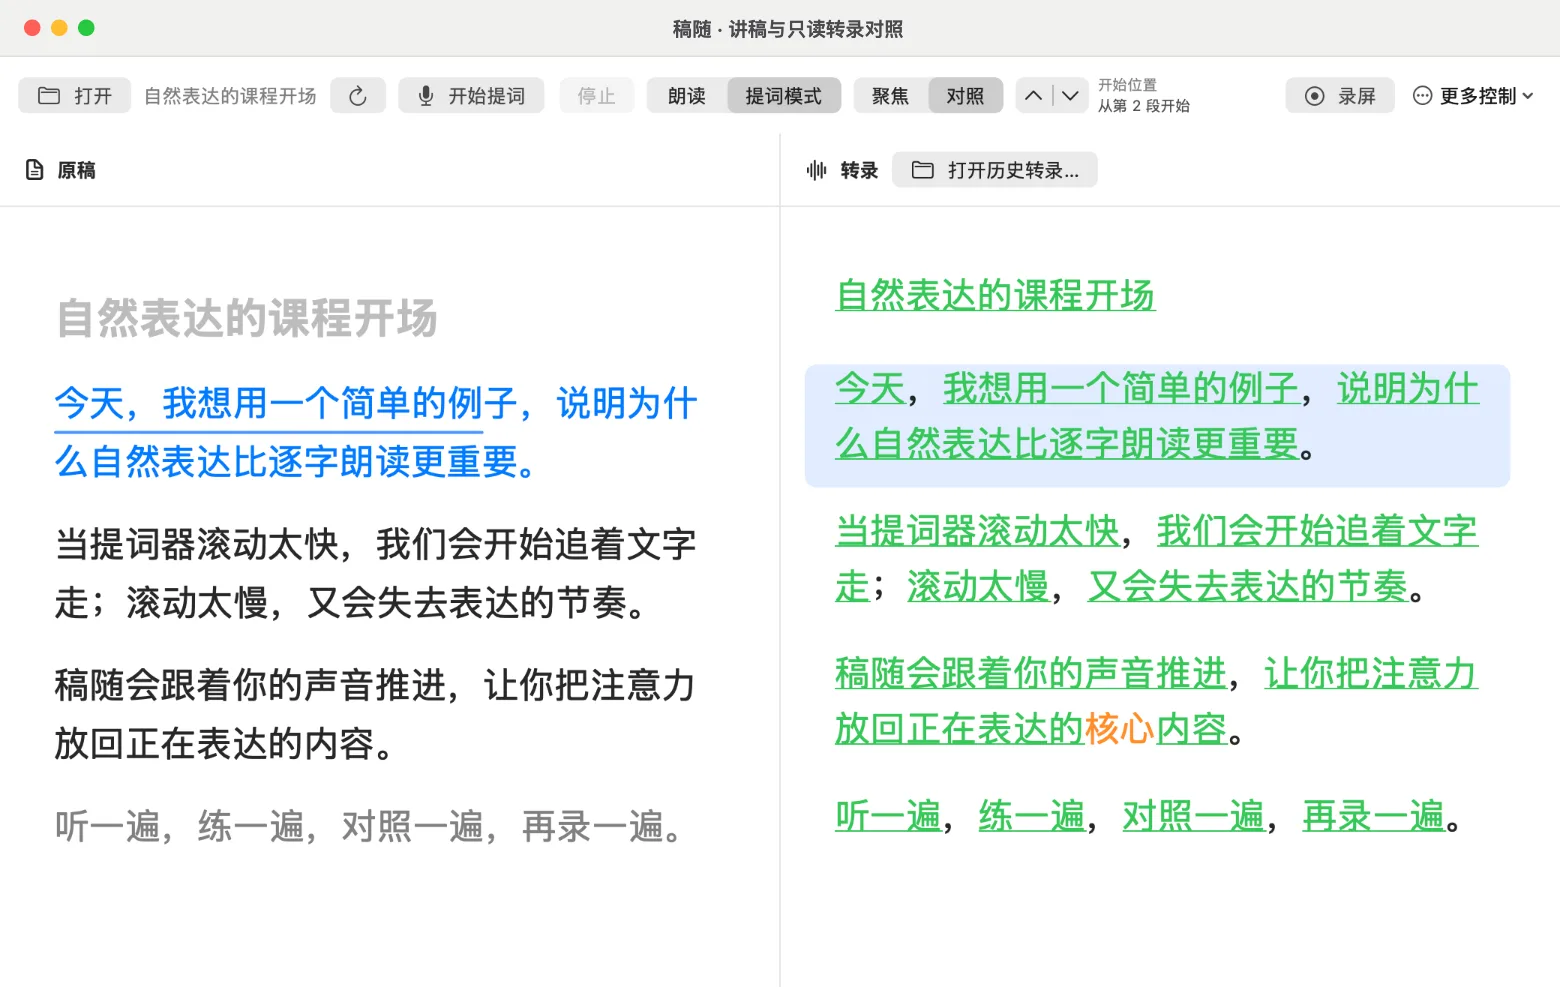 稿随 · 讲稿与只读转录对照
打开
自然表达的课程开场
开始提词
停止
朗读
提词模式
聚焦
对照
开始位置
从第 2 段开始
录屏
更多控制
原稿
自然表达的课程开场
今天，我想用一个简单的例子，说明为什
么自然表达比逐字朗读更重要。
当提词器滚动太快，我们会开始追着文字
走；滚动太慢，又会失去表达的节奏。
稿随会跟着你的声音推进，让你把注意力
放回正在表达的内容。
听一遍，练一遍，对照一遍，再录一遍。
转录
打开历史转录...
自然表达的课程开场
今天，我想用一个简单的例子，说明为什
么自然表达比逐字朗读更重要。
当提词器滚动太快，我们会开始追着文字
走；滚动太慢，又会失去表达的节奏。
稿随会跟着你的声音推进，让你把注意力
放回正在表达的核心内容。
听一遍，练一遍，对照一遍，再录一遍。